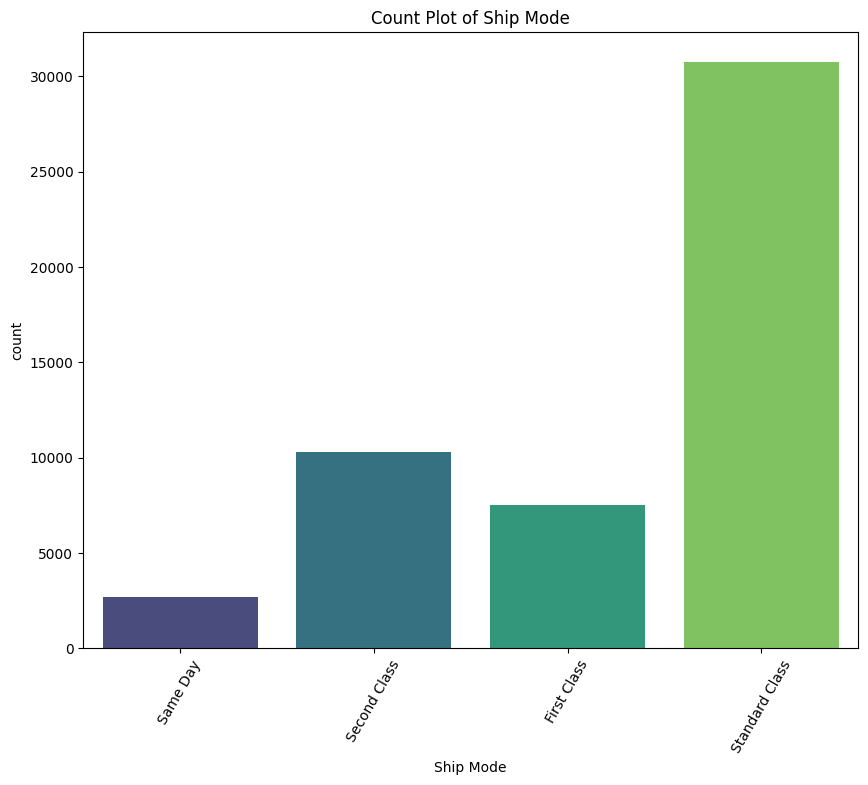 Count Plot of Ship Mode
30000
25000
20000
15000
10000
5000
0
count
Same Day
Second Class
First Class
Standard Class
Ship Mode